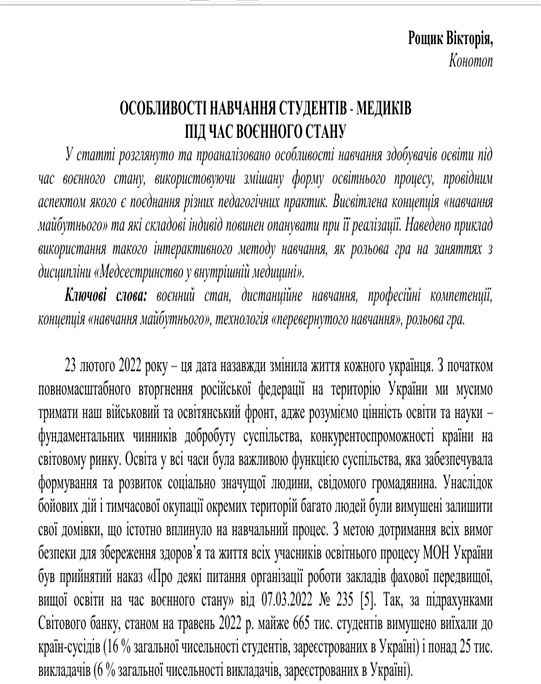 Рощик Вікторія,
Конотоп
ОСОБЛИВОСТІ НАВЧАННЯ СТУДЕНТІВ - МЕДИКІВ
ПІД ЧАС ВОЄННОГО СТАНУ
У статті розглянуто та проаналізовано особливості навчання здобувачів освіти під
час воєнного стану, використовуючи змішану форму освітнього процесу, провідним
аспектом якого є поєднання різних педагогічних практик. Висвітлена концепція «навчання
майбутнього» та які складові індивід повинен опанувати при її реалізації. Наведено приклад
використання такого інтерактивного методу навчання, як рольова гра на заняттях з
дисципліни «Медсестринство у внутрішній медицині».
Ключові слова: воєнний стан, дистанційне навчання, професійні компетенції,
концепція «навчання майбутнього», технологія «перевернутого навчання», рольова гра.
23 лютого 2022 року – ця дата назавжди змінила життя кожного українця. З початком
повномасштабного вторгнення російської федерації на територію України ми мусимо
тримати наш військовий та освітянський фронт, адже розуміємо цінність освіти та науки –
фундаментальних чинників добробуту суспільства, конкурентоспроможності країни на
світовому ринку. Освіта у всі часи була важливою функцією суспільства, яка забезпечувала
формування та розвиток соціально значущої людини, свідомого громадянина. Унаслідок
бойових дій і тимчасової окупації окремих територій багато людей були вимушені залишити
свої домівки, що істотно вплинуло на навчальний процес. З метою дотримання всіх вимог
безпеки для збереження здоров’я та життя всіх учасників освітнього процесу МОН України
був прийнятий наказ «Про деякі питання організації роботи закладів фахової передвищої,
вищої освіти на час воєнного стану» від 07.03.2022 № 235 [5]. Так, за підрахунками
Світового банку, станом на травень 2022 р. майже 665 тис. студентів вимушено виїхали до
країн-сусідів (16 % загальної чисельності студентів, зареєстрованих в Україні) і понад 25 тис.
викладачів (6 % загальної чисельності викладачів, зареєстрованих в Україні).